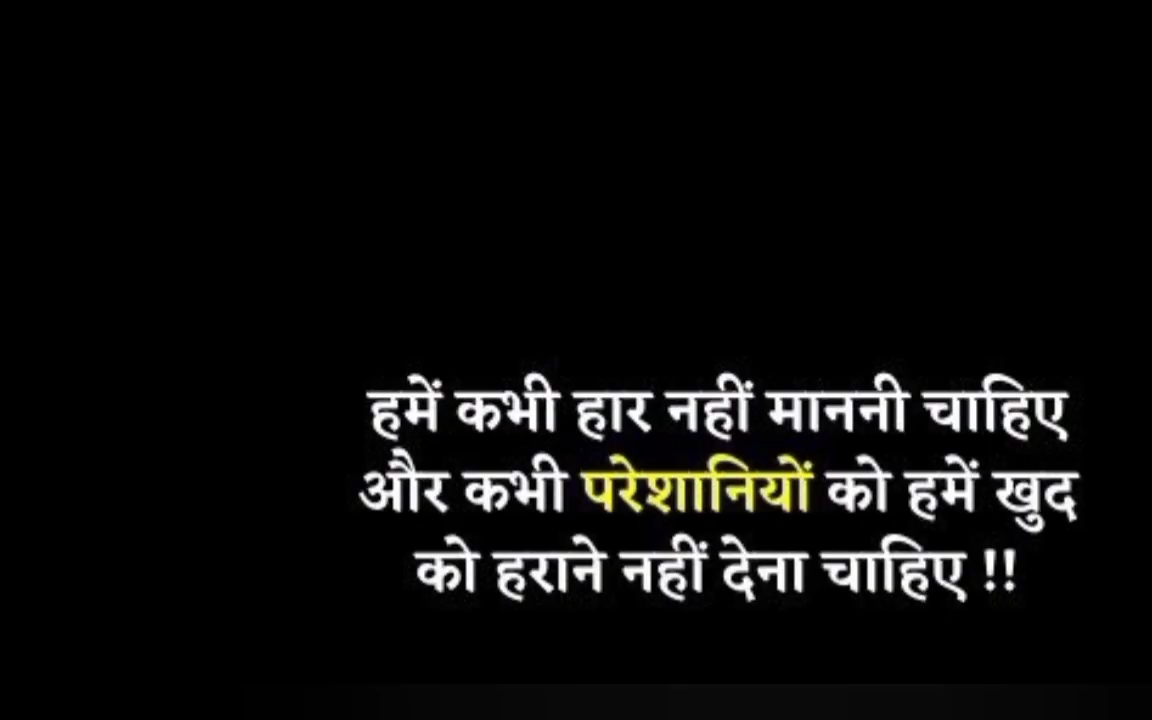 हमें कभी हार नहीं माननी चाहिए
और कभी परेशानियों को हमें खुद
को हराने नहीं देना चाहिए !!